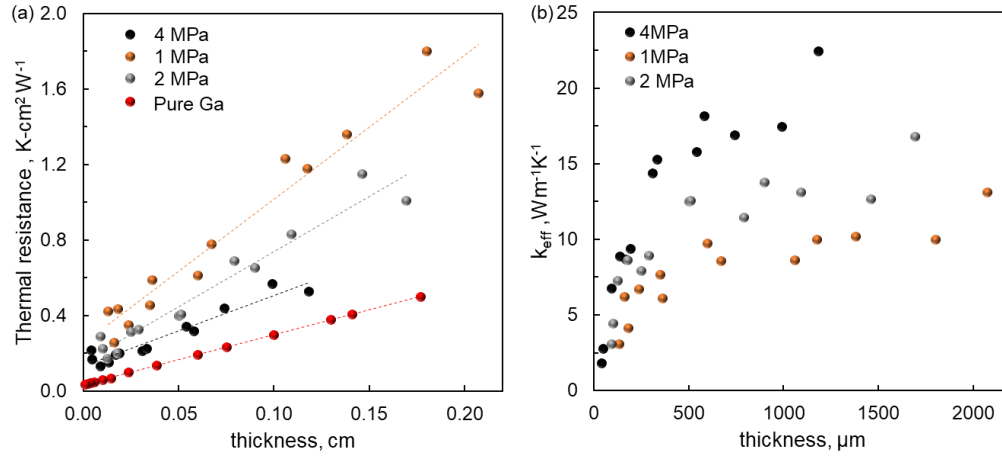 (a)
Thermal resistance , K-cm² W⁻¹
2.0
1.6
1.2
0.8
0.4
0.0
4 MPa
1 MPa
2 MPa
Pure Ga
0.00 0.05 0.10 0.15 0.20
thickness, cm
(b)
k_eff ,Wm⁻¹K⁻¹
25
20
15
10
5
0
4MPa
1MPa
2 MPa
0 500 1000 1500 2000
thickness, µm